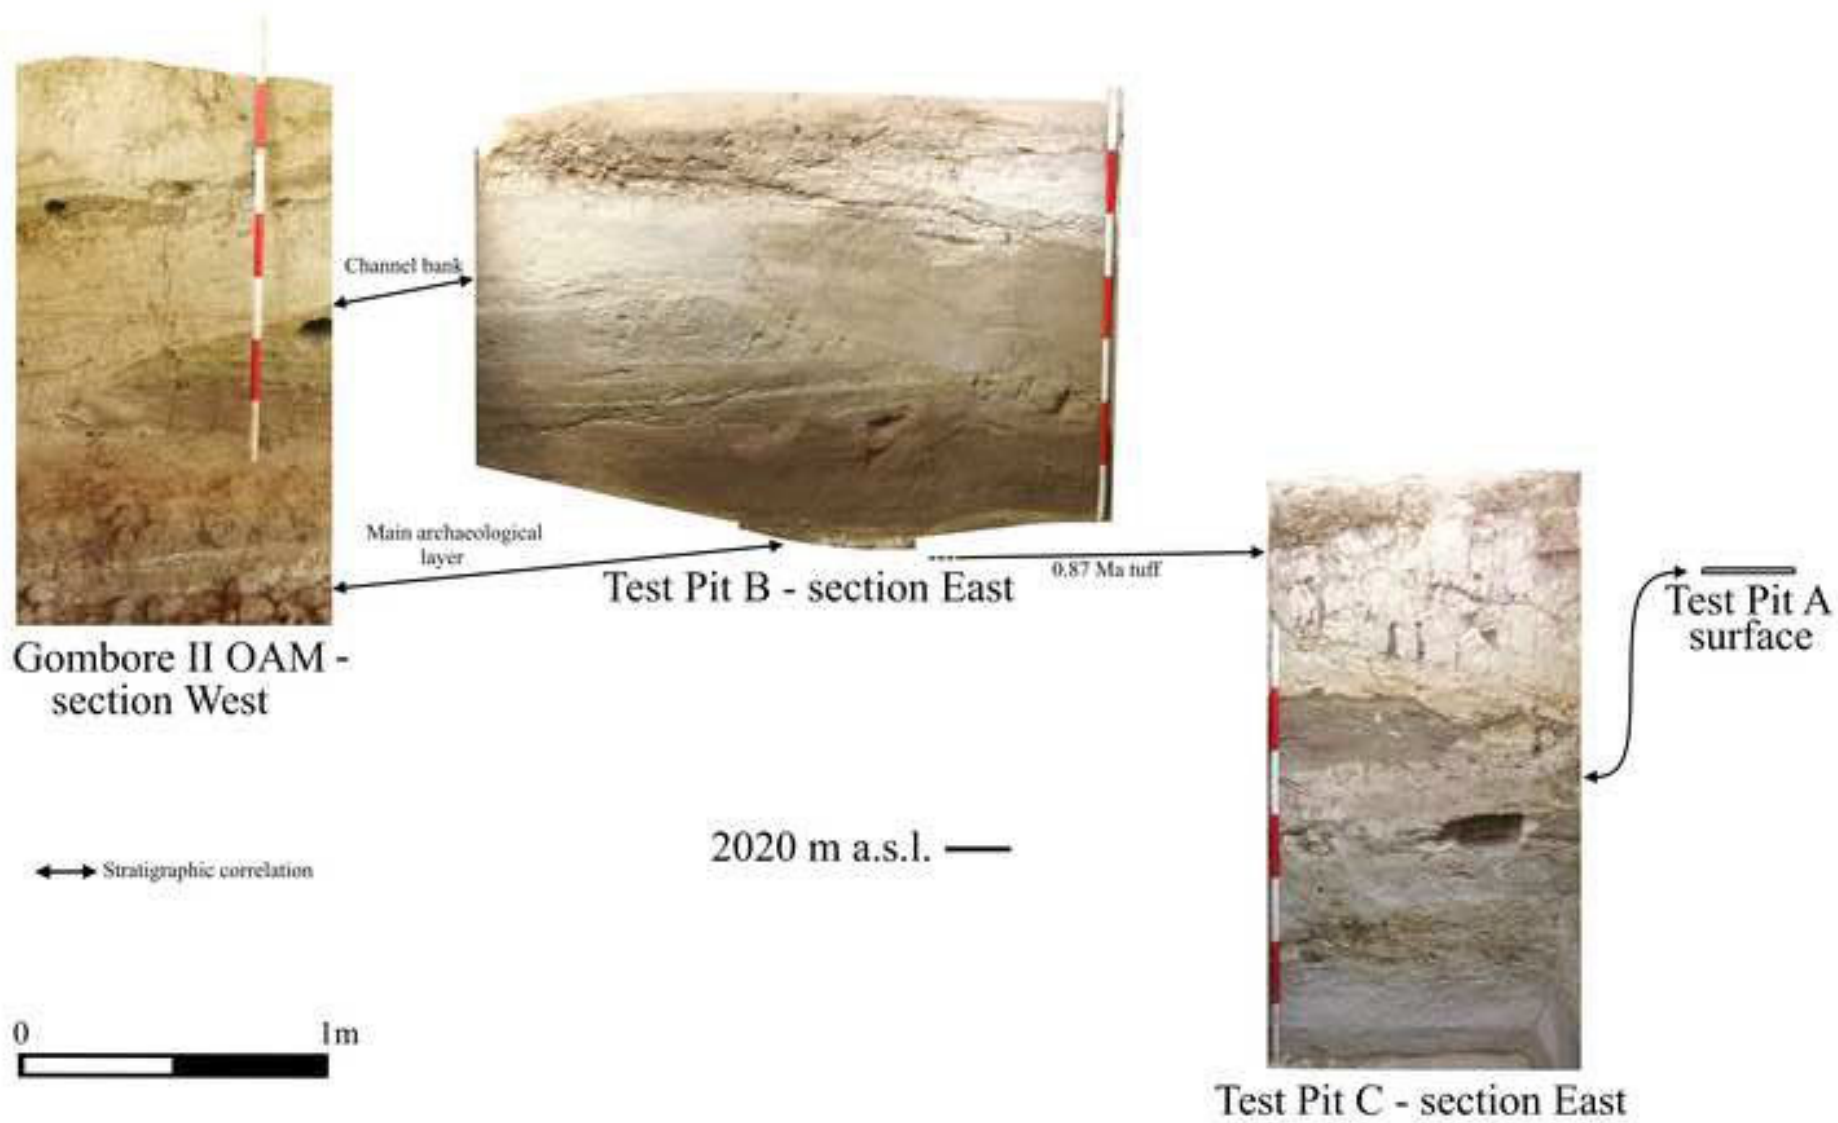 Channel bank
Main archaeological
layer
Test Pit B - section East
0.87 Ma tuff
Test Pit A
surface
Gombore II OAM -
section West
2020 m a.s.l.
Stratigraphic correlation
0 1m
Test Pit C - section East